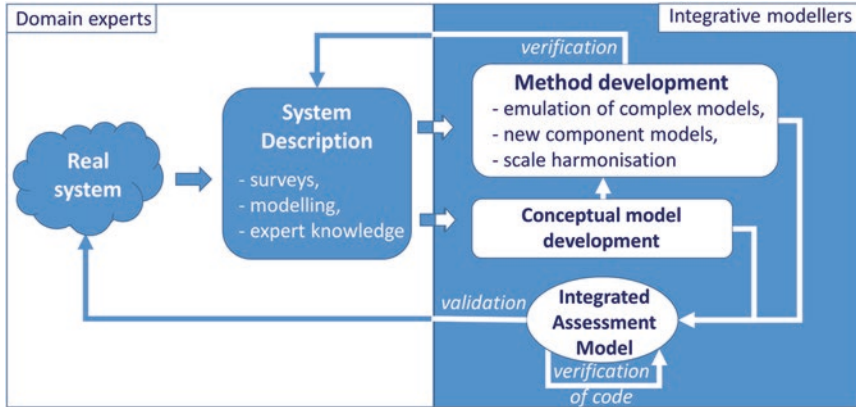 Domain experts
Integrative modellers
verification
Method development
- emulation of complex models,
- new component models,
- scale harmonisation
System
Description
- surveys,
- modelling,
- expert knowledge
Real
system
Conceptual model
development
validation
Integrated
Assessment
Model
verification
of code